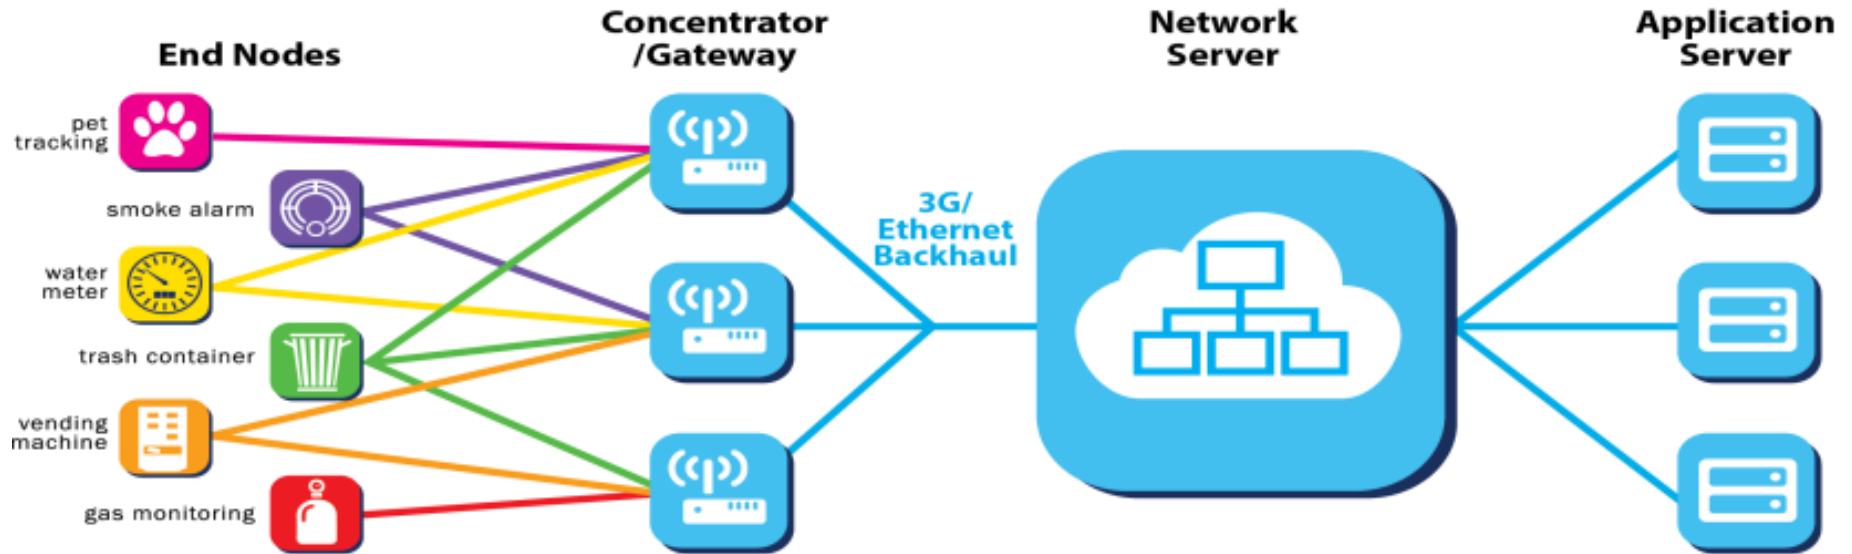 End Nodes
Concentrator
/Gateway
Network
Server
Application
Server
pet
tracking
smoke alarm
water
meter
trash container
vending
machine
gas monitoring
3G/
Ethernet
Backhaul